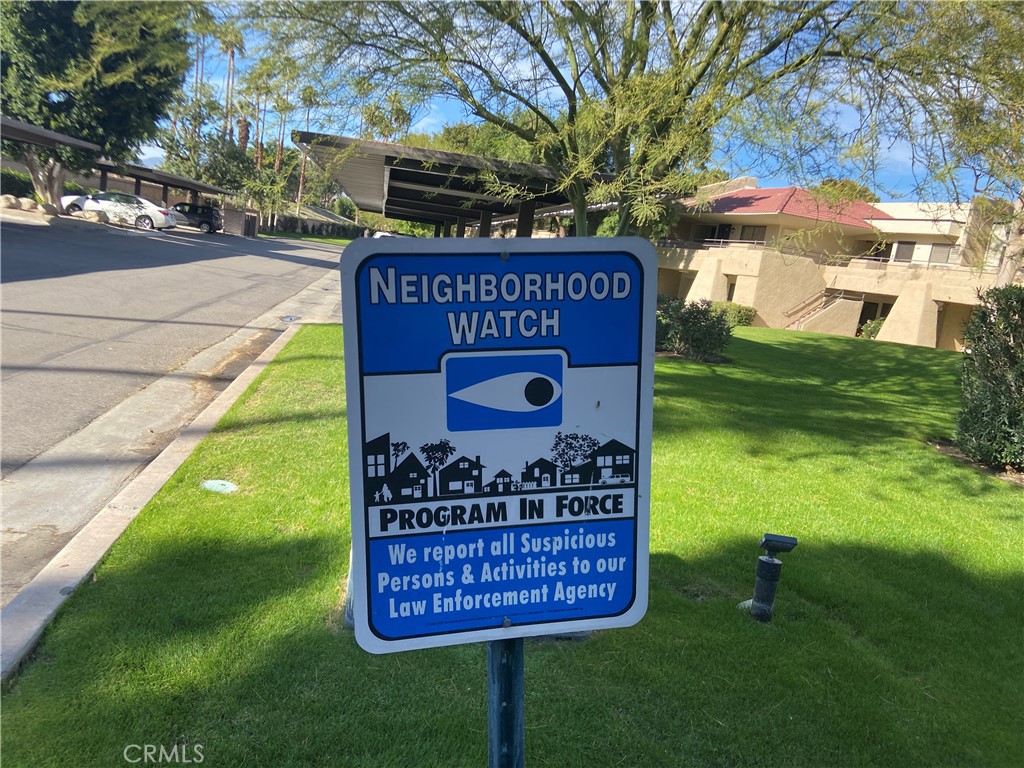 NEIGHBORHOOD
WATCH
PROGRAM IN FORCE
We report all Suspicious
Persons & Activities to our
Law Enforcement Agency
CRMLS